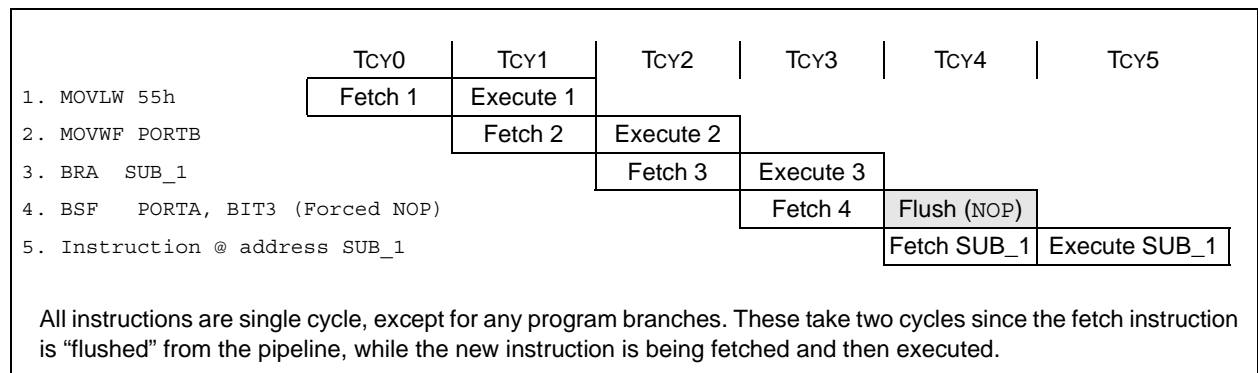 TCY0 TCY1 TCY2 TCY3 TCY4 TCY5
1. MOVLW 55h Fetch 1 Execute 1
2. MOVWF PORTB Fetch 2 Execute 2
3. BRA SUB_1 Fetch 3 Execute 3
4. BSF PORTA, BIT3 (Forced NOP) Fetch 4 Flush (NOP)
5. Instruction @ address SUB_1 Fetch SUB_1 Execute SUB_1
All instructions are single cycle, except for any program branches. These take two cycles since the fetch instruction
is “flushed” from the pipeline, while the new instruction is being fetched and then executed.